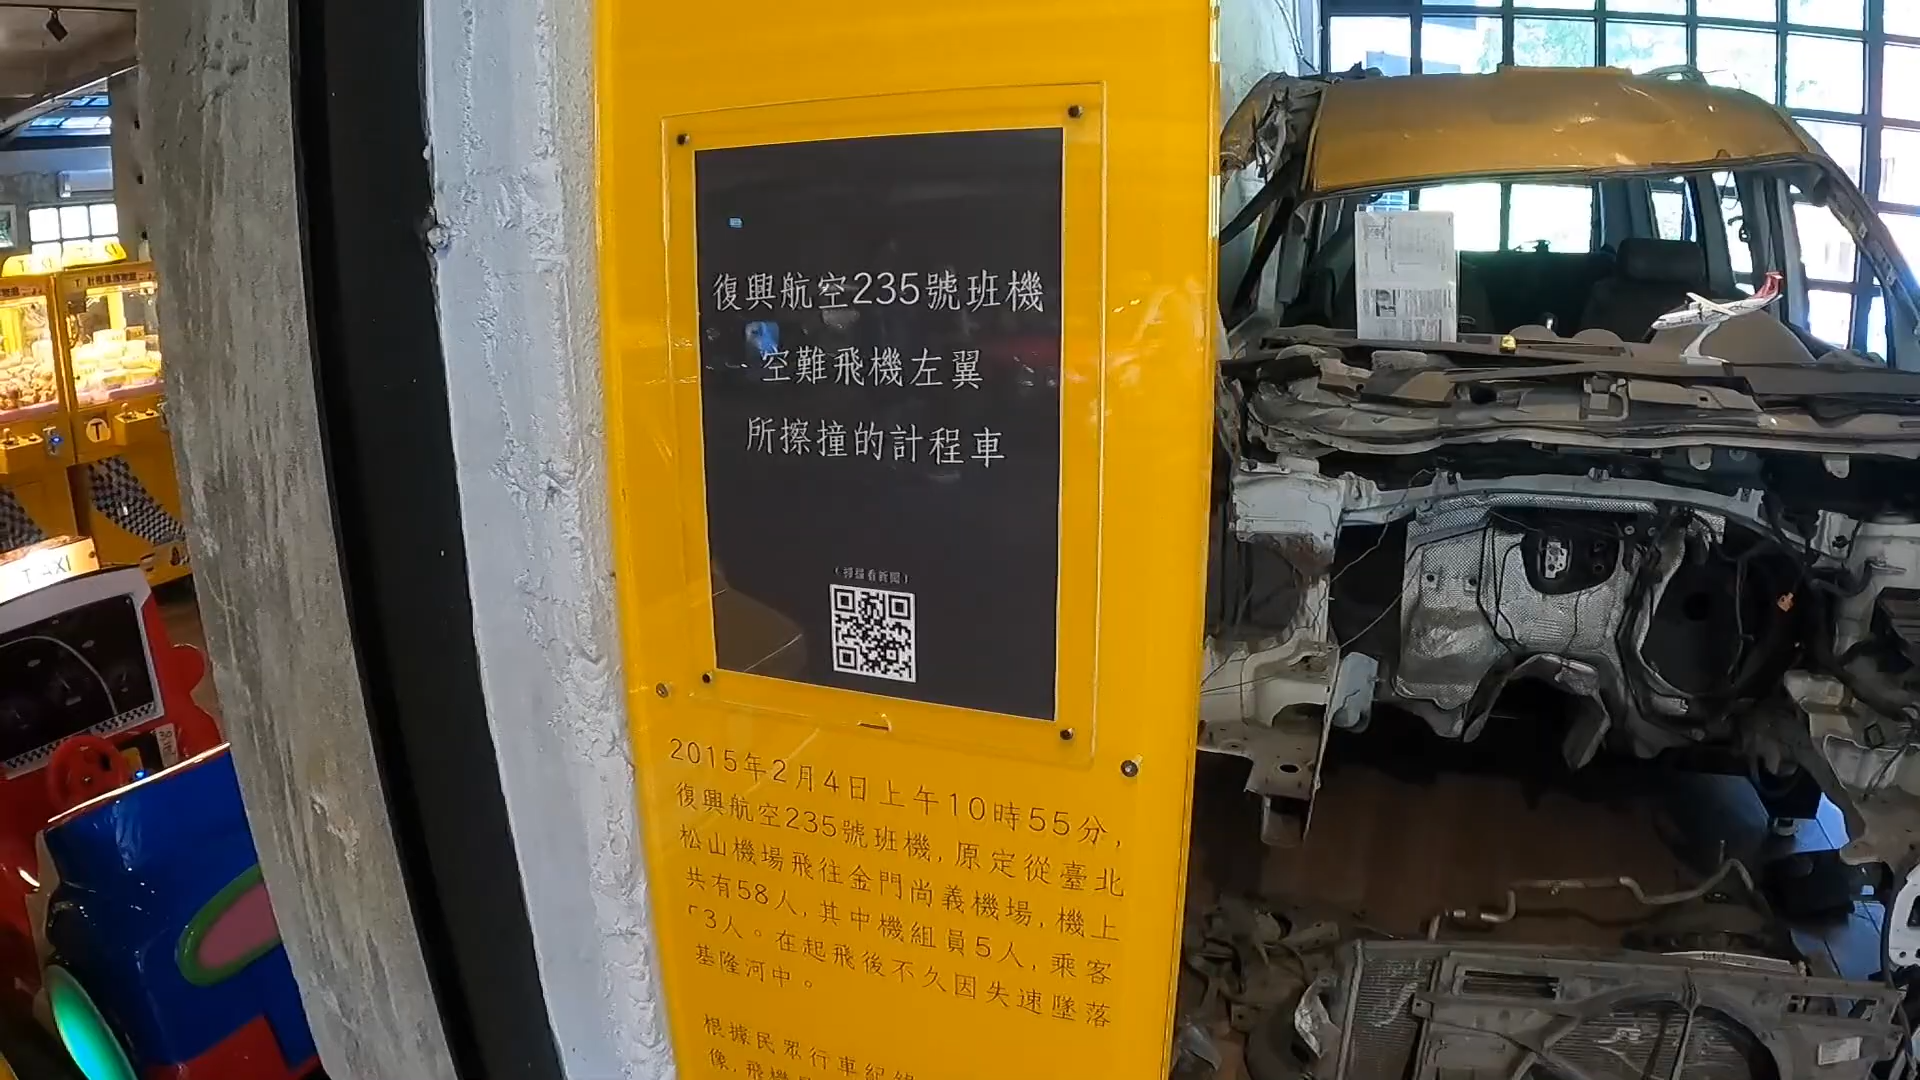 復興航空235號班機
空難飛機左翼
所擦撞的計程車
（掃描看新聞）
2015年2月4日上午10時55分,
復興航空235號班機, 原定從臺北
松山機場飛往金門尚義機場, 機上
共有58人, 其中機組員5人, 乘客
3人。在起飛後不久因失速墜落
基隆河中。
根據民眾行車紀錄
像, 飛機
TAXI